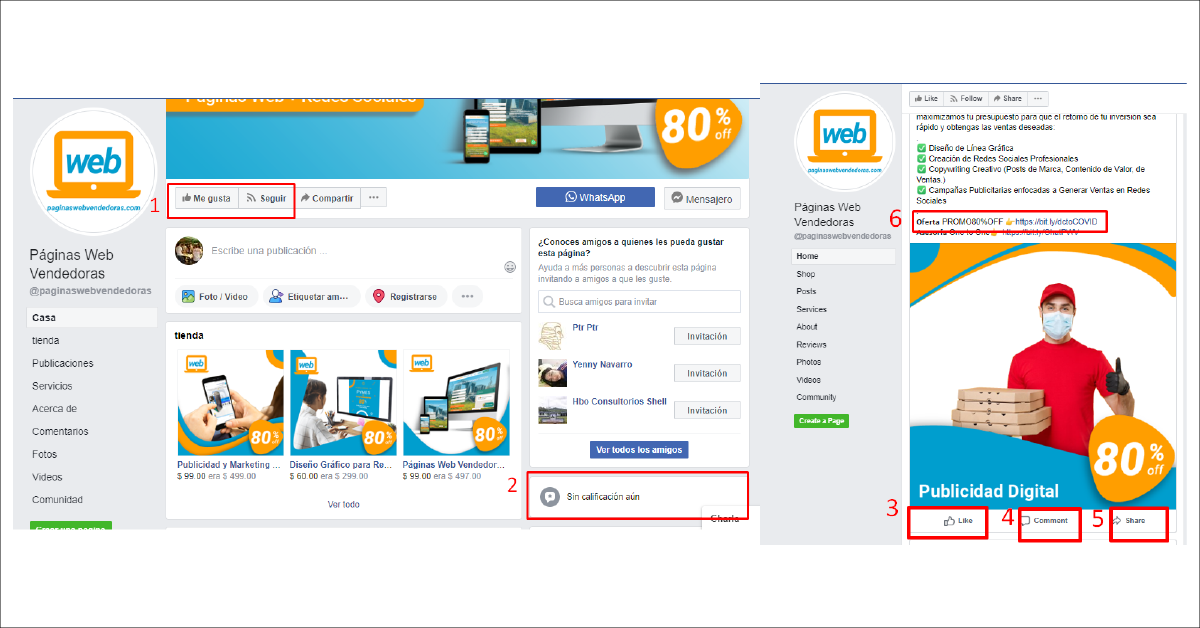 Páginas Web + Redes Sociales
80% off
web
paginaswebvendedoras.com
1
Me gusta
Seguir
Compartir
...
WhatsApp
Mensajero
Páginas Web
Vendedoras
@paginaswebvendedoras
Casa
tienda
Publicaciones
Servicios
Acerca de
Comentarios
Fotos
Videos
Comunidad
Escribe una publicación ...
Foto / Video
Etiquetar am...
Registrarse
...
tienda
web
80% off
web
80% off
web
80% off
Publicidad y Marketing ...
$ 99.00 era $ 499.00
Diseño Gráfico para Re...
$ 60.00 era $ 299.00
Páginas Web Vendedor...
$ 99.00 era $ 497.00
Ver todo
¿Conoces amigos a quienes les pueda gustar
esta página?
Ayuda a más personas a descubrir esta página
invitando a amigos a que les guste.
Busca amigos para invitar
Ptr Ptr
Invitación
Yenny Navarro
Invitación
Hbo Consultorios Shell
Invitación
Ver todos los amigos
2
Sin calificación aún
Charla
web
paginaswebvendedoras.com
Páginas Web
Vendedoras
@paginaswebvendedoras
Home
Shop
Posts
Services
About
Reviews
Photos
Videos
Community
Create a Page
Like
Follow
Share
...
maximizamos tu presupuesto para que el retorno de tu inversión sea
rápido y obtengas las ventas deseadas:
✅ Diseño de Línea Gráfica
✅ Creación de Redes Sociales Profesionales
✅ Copywriting Creativo (Posts de Marca, Contenido de Valor, de
Ventas.)
✅ Campañas Publicitarias enfocadas a Generar Ventas en Redes
Sociales
6
Oferta PROMO80%OFF 👉 https://bit.ly/dctoCOVID
Asesoría One to One 👉
80% off
Publicidad Digital
3
Like
4
Comment
5
Share